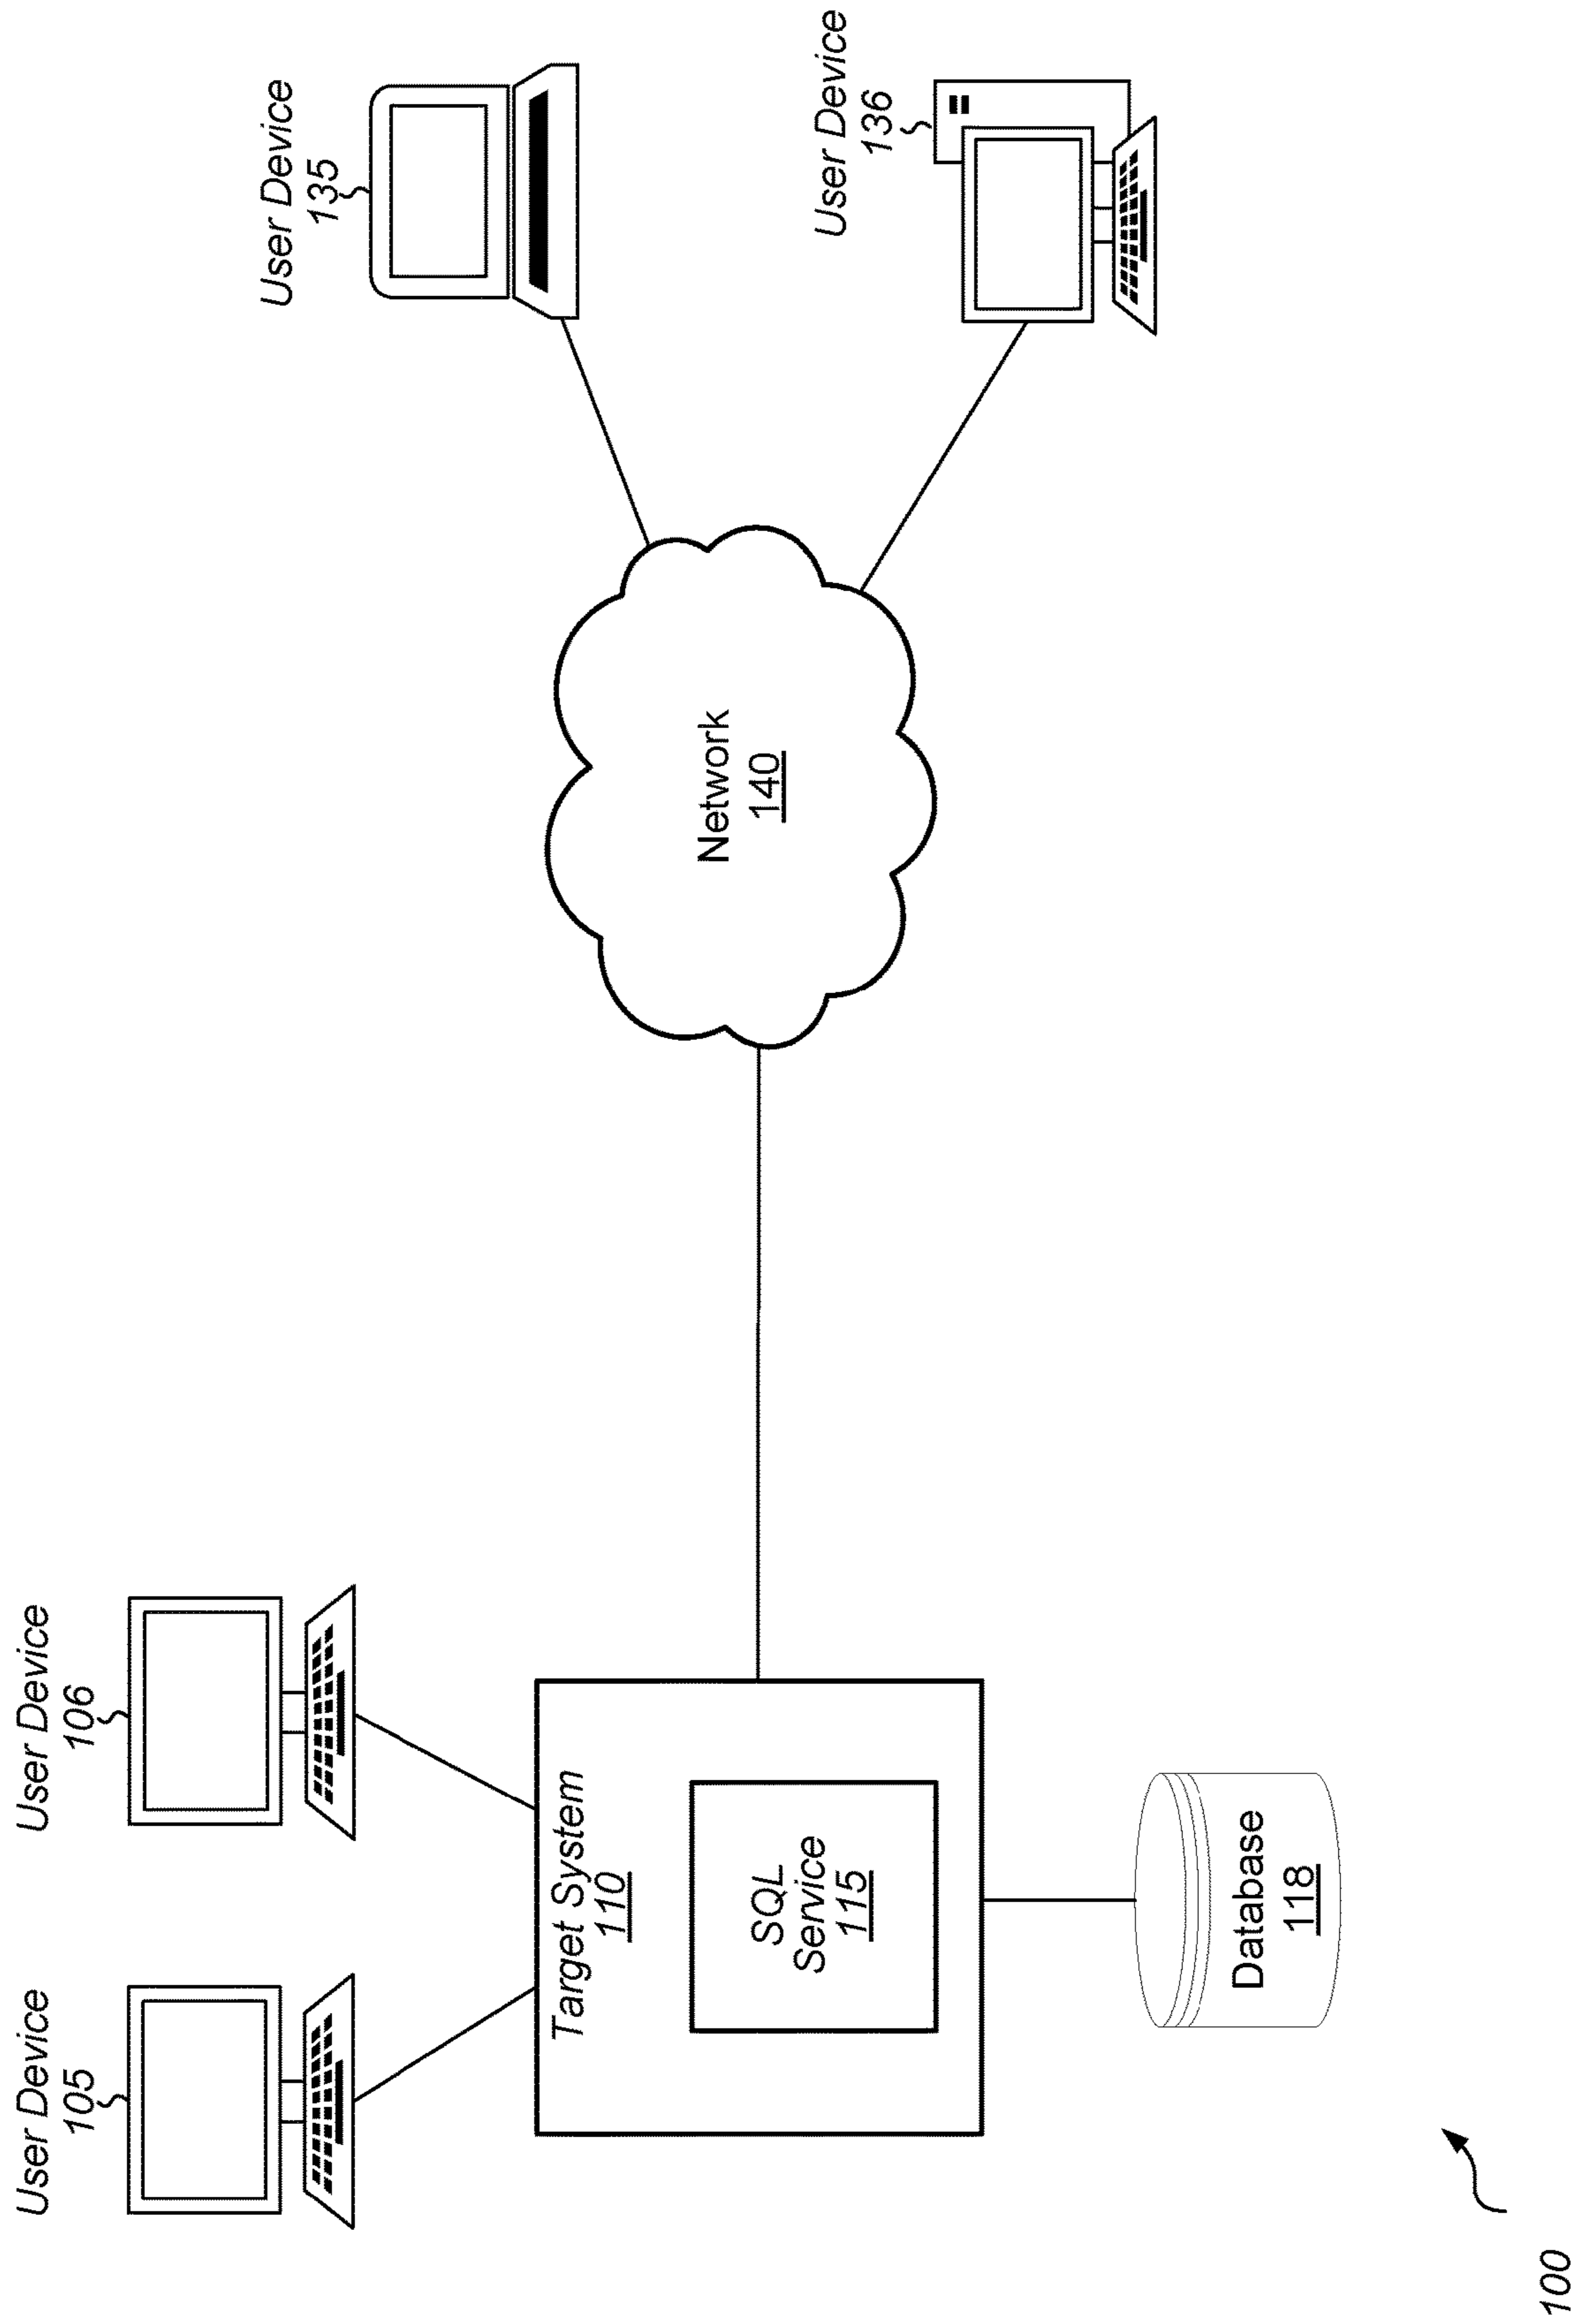 User Device
105
User Device
106
User Device
135
Target System
110
SQL
Service
115
Network
140
User Device
136
Database
118
100